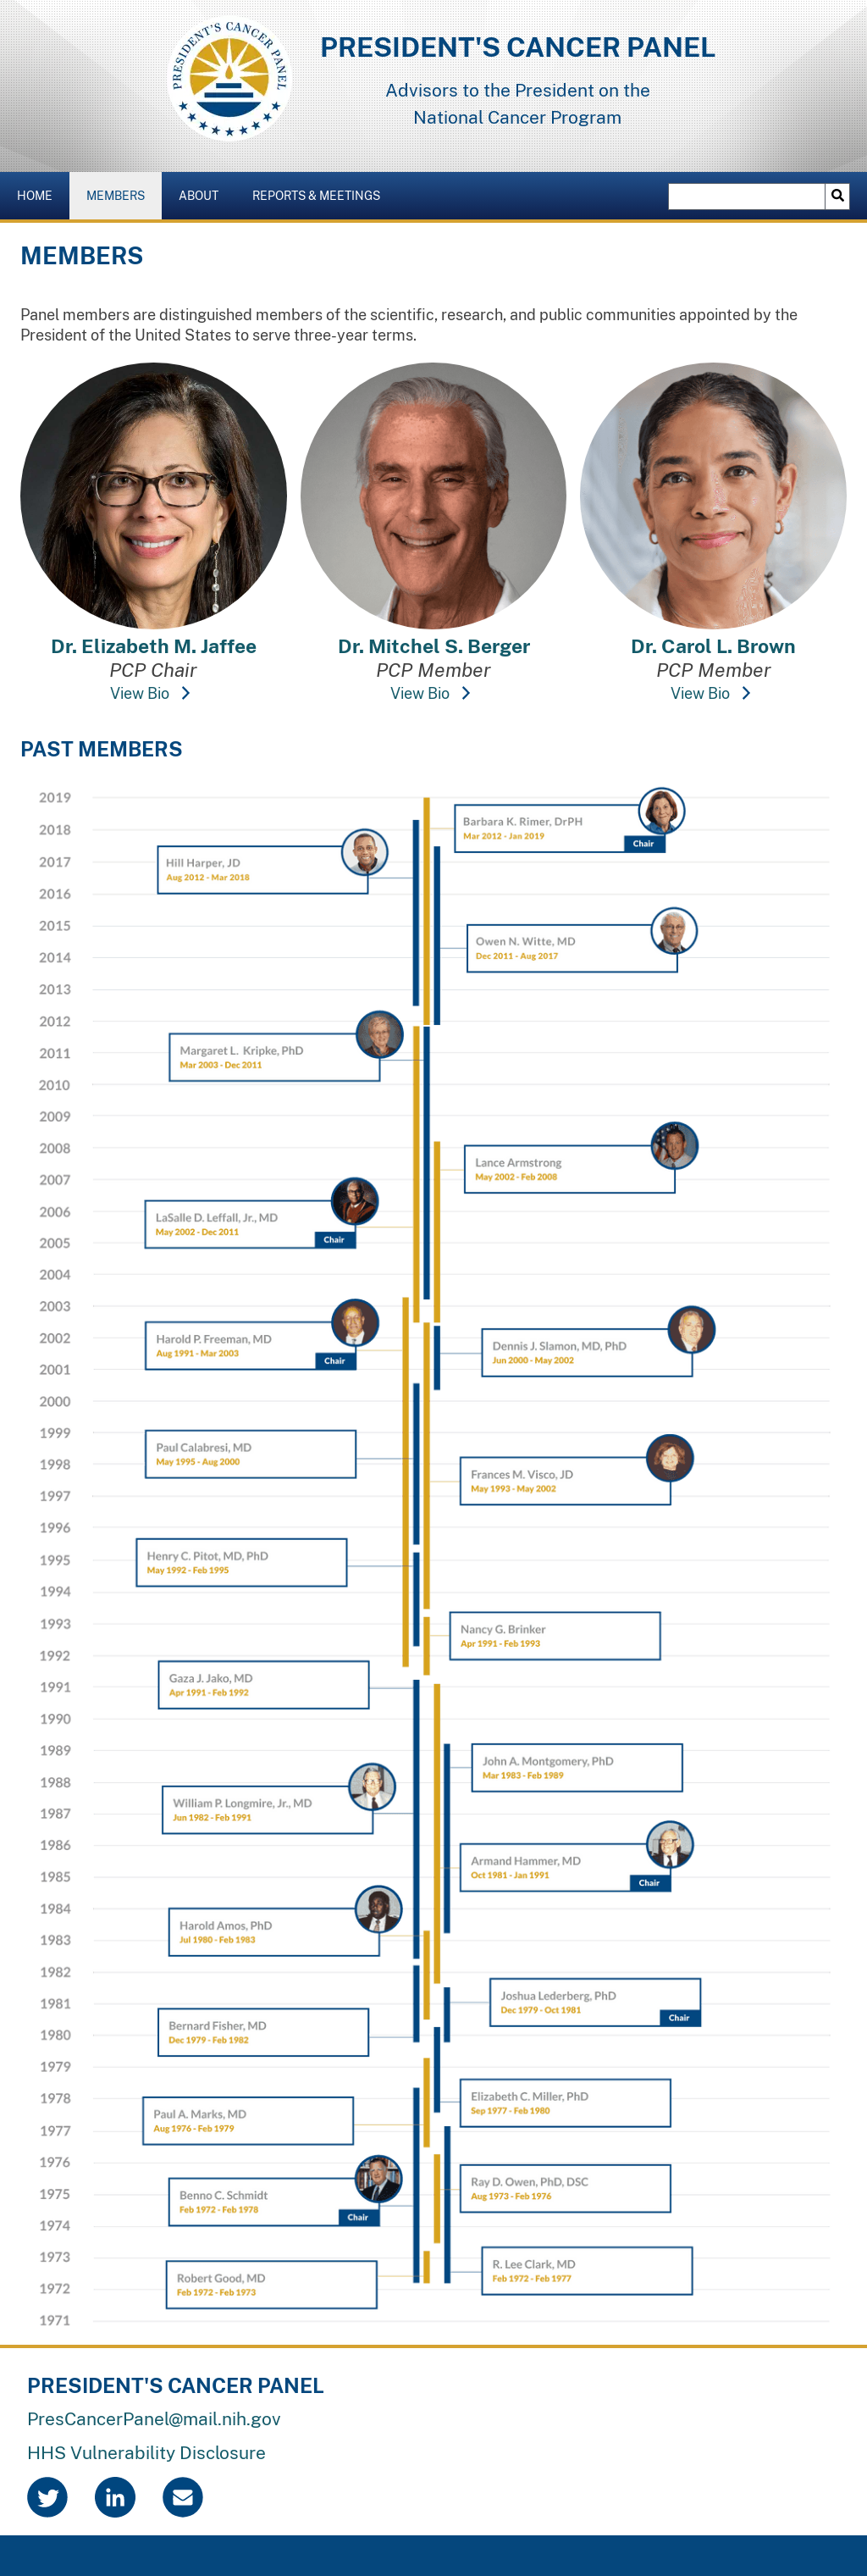 PRESIDENT'S CANCER PANEL
PRESIDENT'S CANCER PANEL
Advisors to the President on the
National Cancer Program
HOME MEMBERS ABOUT REPORTS & MEETINGS
MEMBERS
Panel members are distinguished members of the scientific, research, and public communities appointed by the
President of the United States to serve three-year terms.
Dr. Elizabeth M. Jaffee
PCP Chair
View Bio
Dr. Mitchel S. Berger
PCP Member
View Bio
Dr. Carol L. Brown
PCP Member
View Bio
PAST MEMBERS
2019
Barbara K. Rimer, DrPH
Mar 2012 - Jan 2019
Chair
2018
Hill Harper, JD
Aug 2012 - Mar 2018
2017
2016
2015
Owen N. Witte, MD
Dec 2011 - Aug 2017
2014
2013
2012
Margaret L. Kripke, PhD
Mar 2003 - Dec 2011
2011
2010
2009
2008
Lance Armstrong
May 2002 - Feb 2008
2007
2006
LaSalle D. Leffall, Jr., MD
May 2002 - Dec 2011
Chair
2005
2004
2003
2002
Harold P. Freeman, MD
Aug 1991 - Mar 2003
Chair
Dennis J. Slamon, MD, PhD
Jun 2000 - May 2002
2001
2000
1999
Paul Calabresi, MD
May 1995 - Aug 2000
1998
Frances M. Visco, JD
May 1993 - May 2002
1997
1996
1995
Henry C. Pitot, MD, PhD
May 1992 - Feb 1995
1994
1993
Nancy G. Brinker
Apr 1991 - Feb 1993
1992
Gaza J. Jako, MD
Apr 1991 - Feb 1992
1991
1990
1989
John A. Montgomery, PhD
Mar 1983 - Feb 1989
1988
William P. Longmire, Jr., MD
Jun 1982 - Feb 1991
1987
1986
Armand Hammer, MD
Oct 1981 - Jan 1991
Chair
1985
1984
Harold Amos, PhD
Jul 1980 - Feb 1983
1983
1982
Joshua Lederberg, PhD
Dec 1979 - Oct 1981
Chair
1981
Bernard Fisher, MD
Dec 1979 - Feb 1982
1980
1979
1978
Elizabeth C. Miller, PhD
Sep 1977 - Feb 1980
Paul A. Marks, MD
Aug 1976 - Feb 1979
1977
1976
Ray D. Owen, PhD, DSC
Aug 1973 - Feb 1976
1975
Benno C. Schmidt
Feb 1972 - Feb 1978
Chair
1974
1973
R. Lee Clark, MD
Feb 1972 - Feb 1977
Robert Good, MD
Feb 1972 - Feb 1973
1972
1971
PRESIDENT'S CANCER PANEL
PresCancerPanel@mail.nih.gov
HHS Vulnerability Disclosure
in